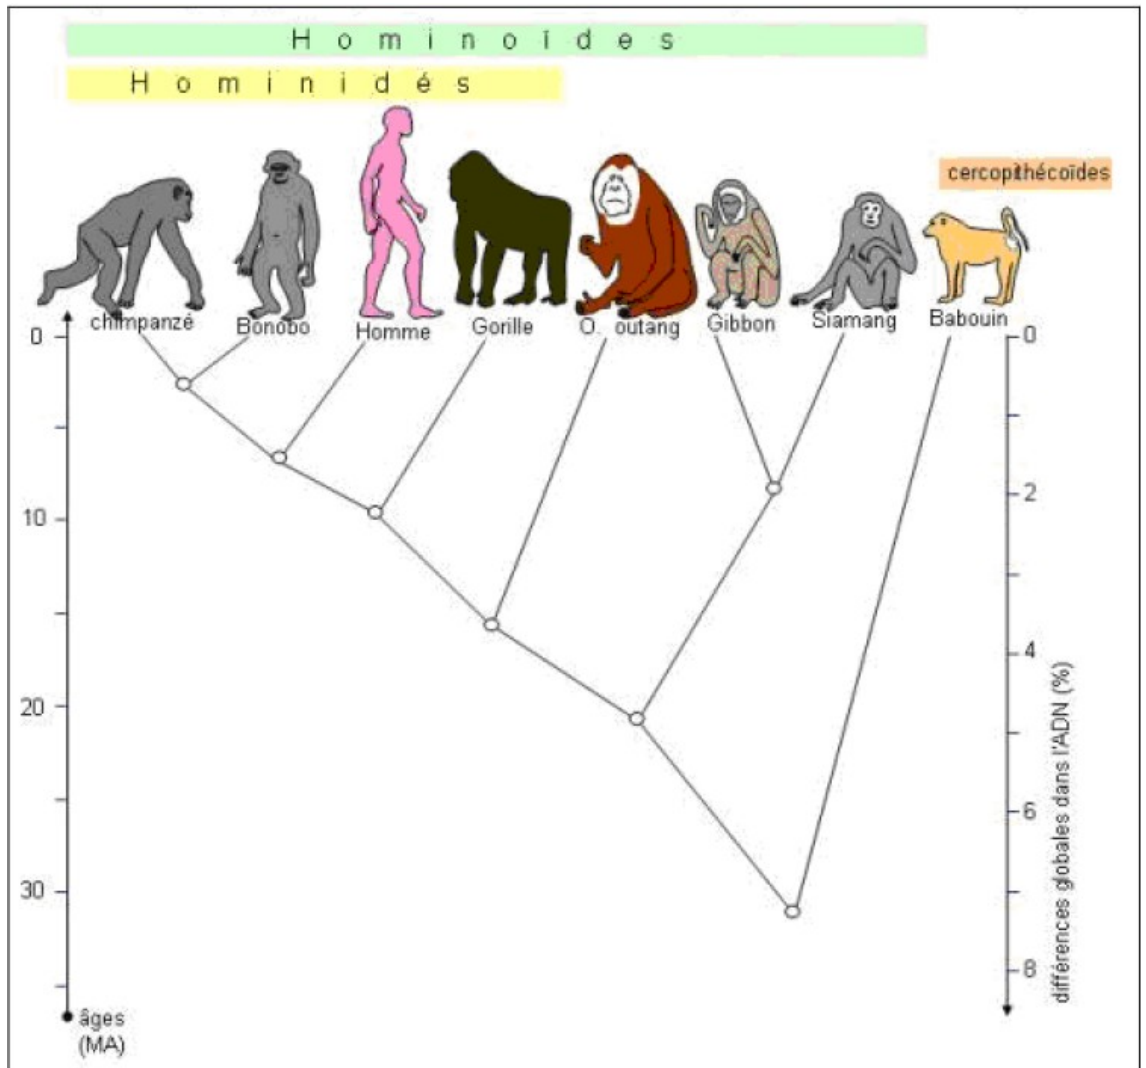 H o m i n o ï d e s
H o m i n i d é s
cercopithécoïdes
chimpanzé
Bonobo
Homme
Gorille
O. outang
Gibbon
Siamang
Babouin
0
10
20
30
âges
(MA)
0
2
4
6
8
différences globales dans l'ADN (%)